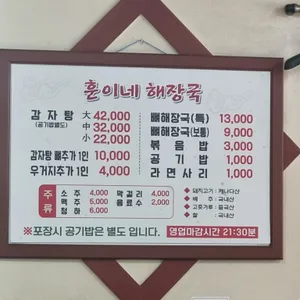 훈이네 해장국
감자탕 大 42,000
(공기밥별도) 中 32,000
小 22,000
감자탕 뼈추가 1인 10,000
우거지추가 1인 4,000
뼈해장국(특) 13,000
뼈해장국(보통) 9,000
볶음밥 3,000
공기밥 1,000
라면사리 1,000
주류
소주 4,000 막걸리 4,000
맥주 5,000 음료수 2,000
청하 6,000
돼지고기 : 캐나다산
배추 : 국내산
고춧가루 : 중국산
쌀 : 국내산
※포장시 공기밥은 별도 입니다.
영업마감시간 21:30분